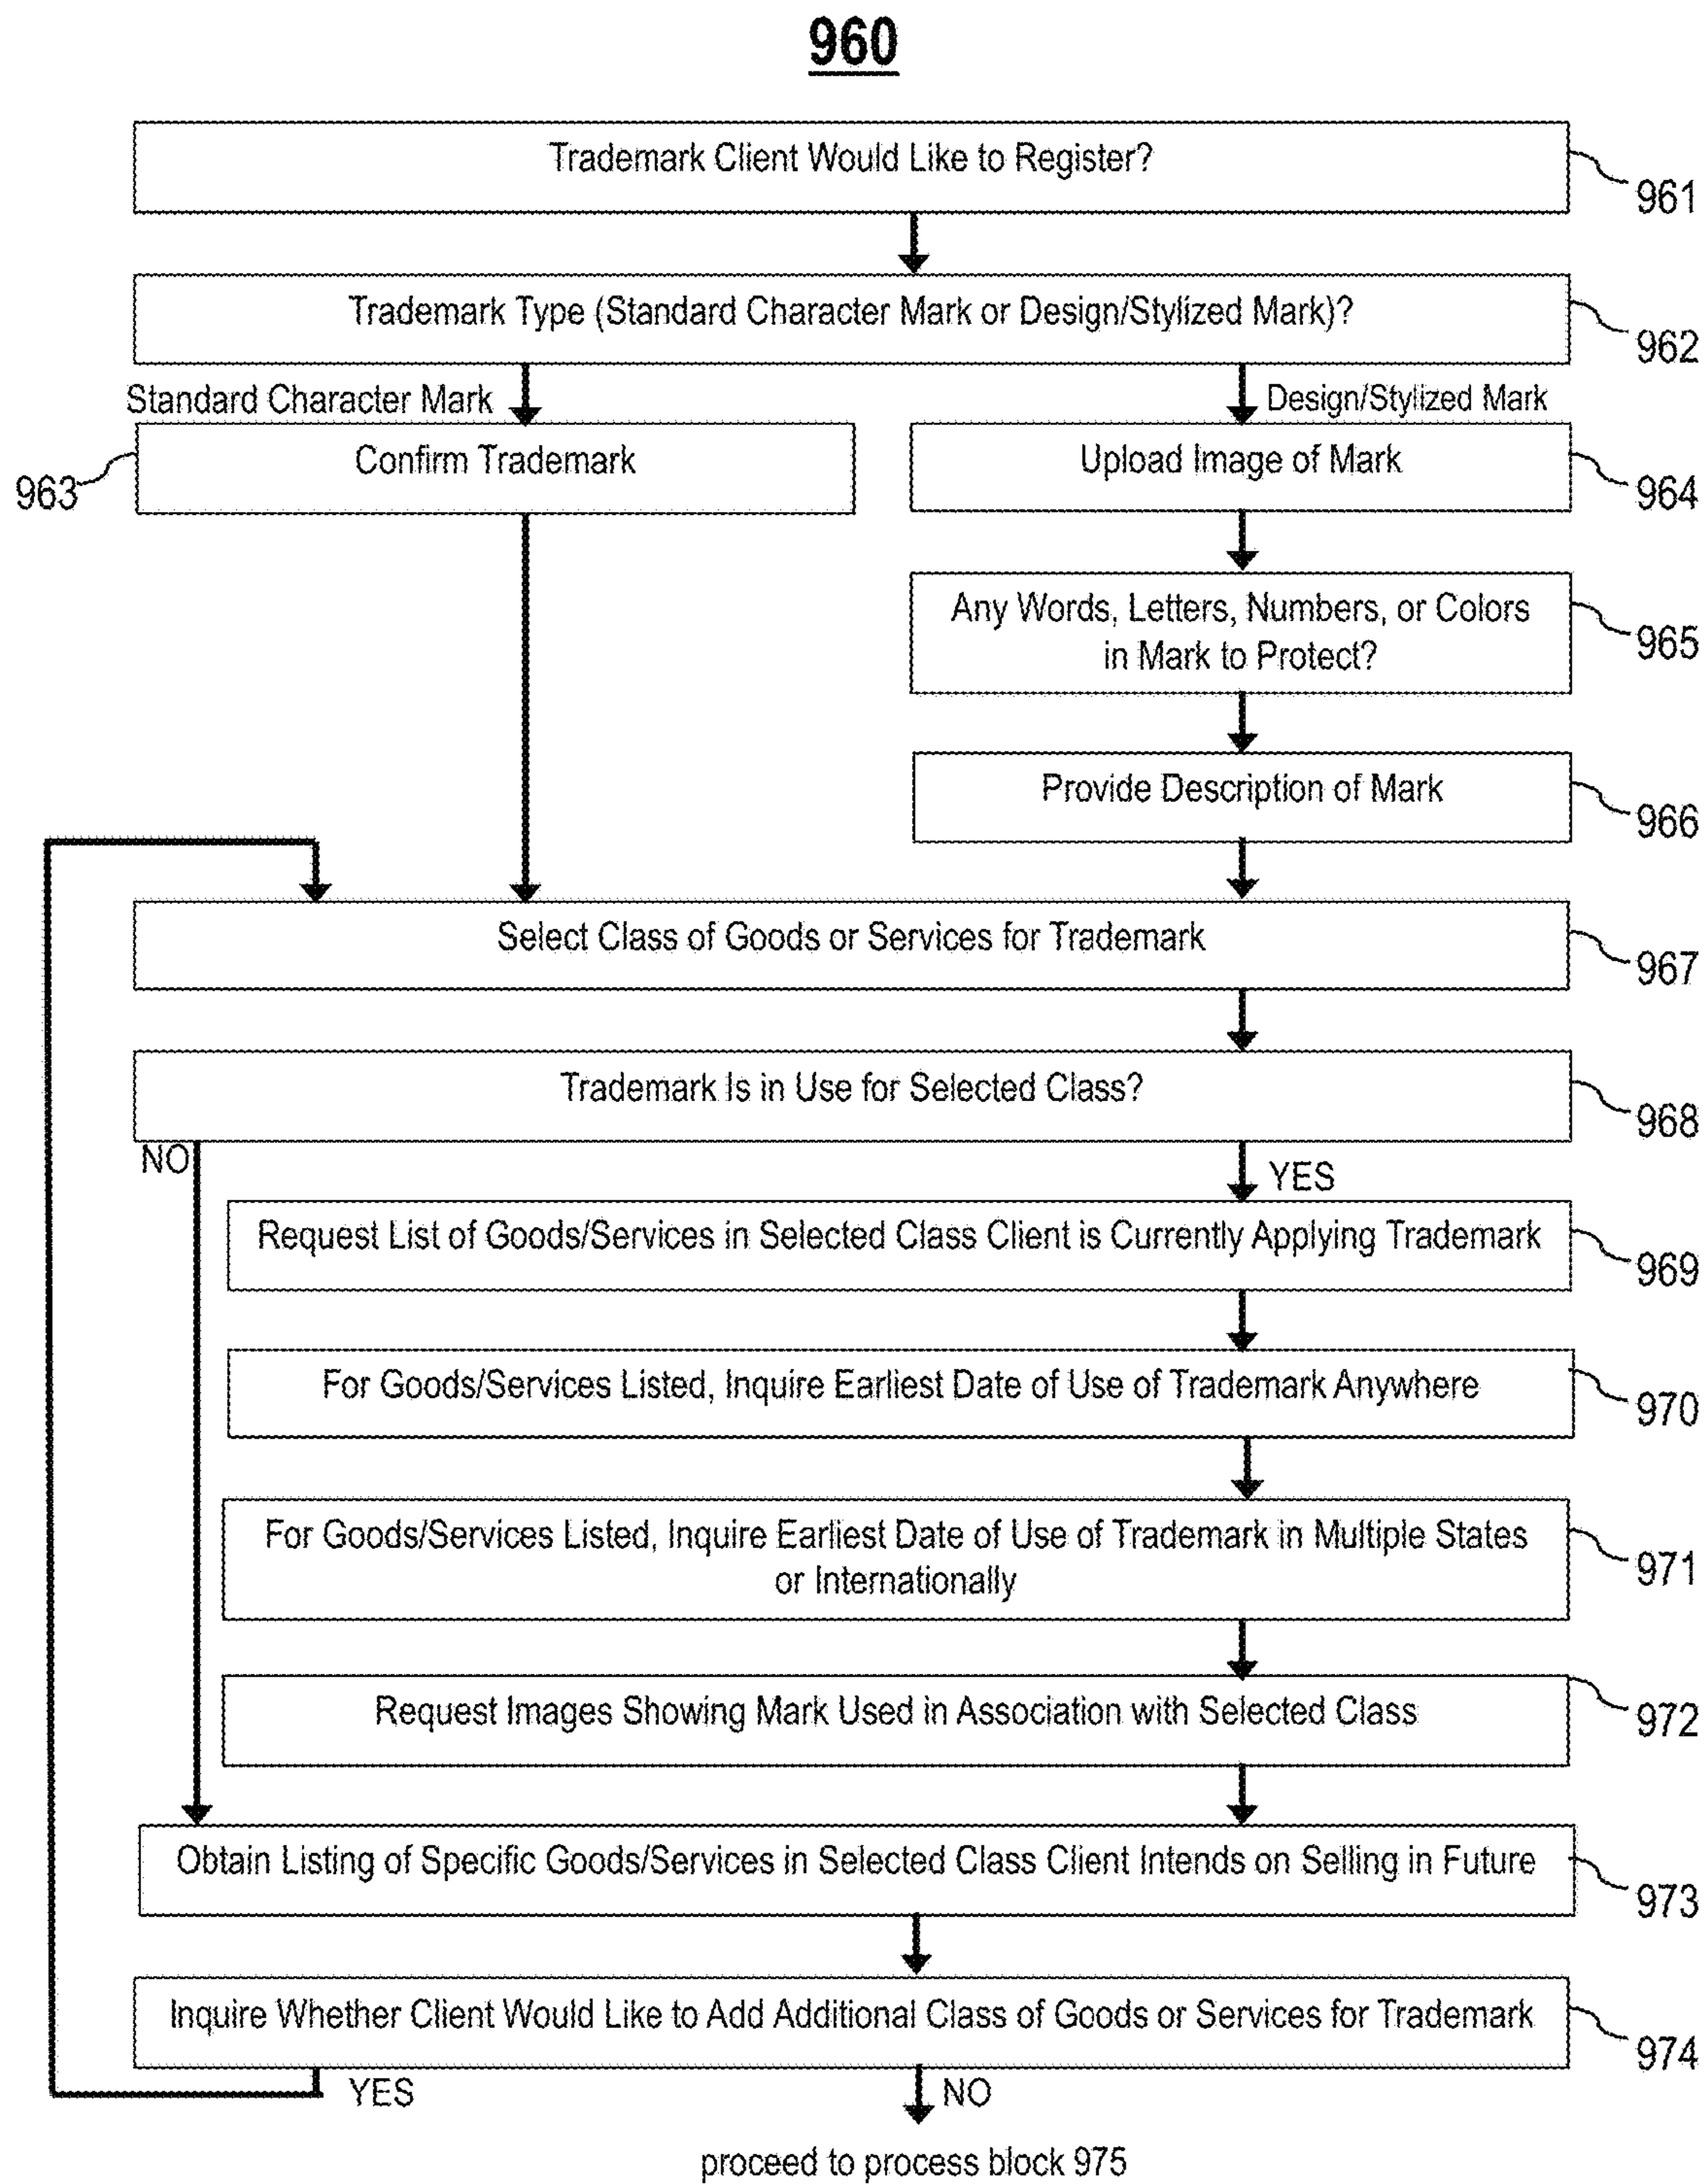 960
Trademark Client Would Like to Register?
961
Trademark Type (Standard Character Mark or Design/Stylized Mark)?
962
Standard Character Mark
Design/Stylized Mark
Confirm Trademark
963
Upload Image of Mark
964
Any Words, Letters, Numbers, or Colors
in Mark to Protect?
965
Provide Description of Mark
966
Select Class of Goods or Services for Trademark
967
Trademark Is in Use for Selected Class?
968
NO
YES
Request List of Goods/Services in Selected Class Client is Currently Applying Trademark
969
For Goods/Services Listed, Inquire Earliest Date of Use of Trademark Anywhere
970
For Goods/Services Listed, Inquire Earliest Date of Use of Trademark in Multiple States
or Internationally
971
Request Images Showing Mark Used in Association with Selected Class
972
Obtain Listing of Specific Goods/Services in Selected Class Client Intends on Selling in Future
973
Inquire Whether Client Would Like to Add Additional Class of Goods or Services for Trademark
974
YES
NO
proceed to process block 975